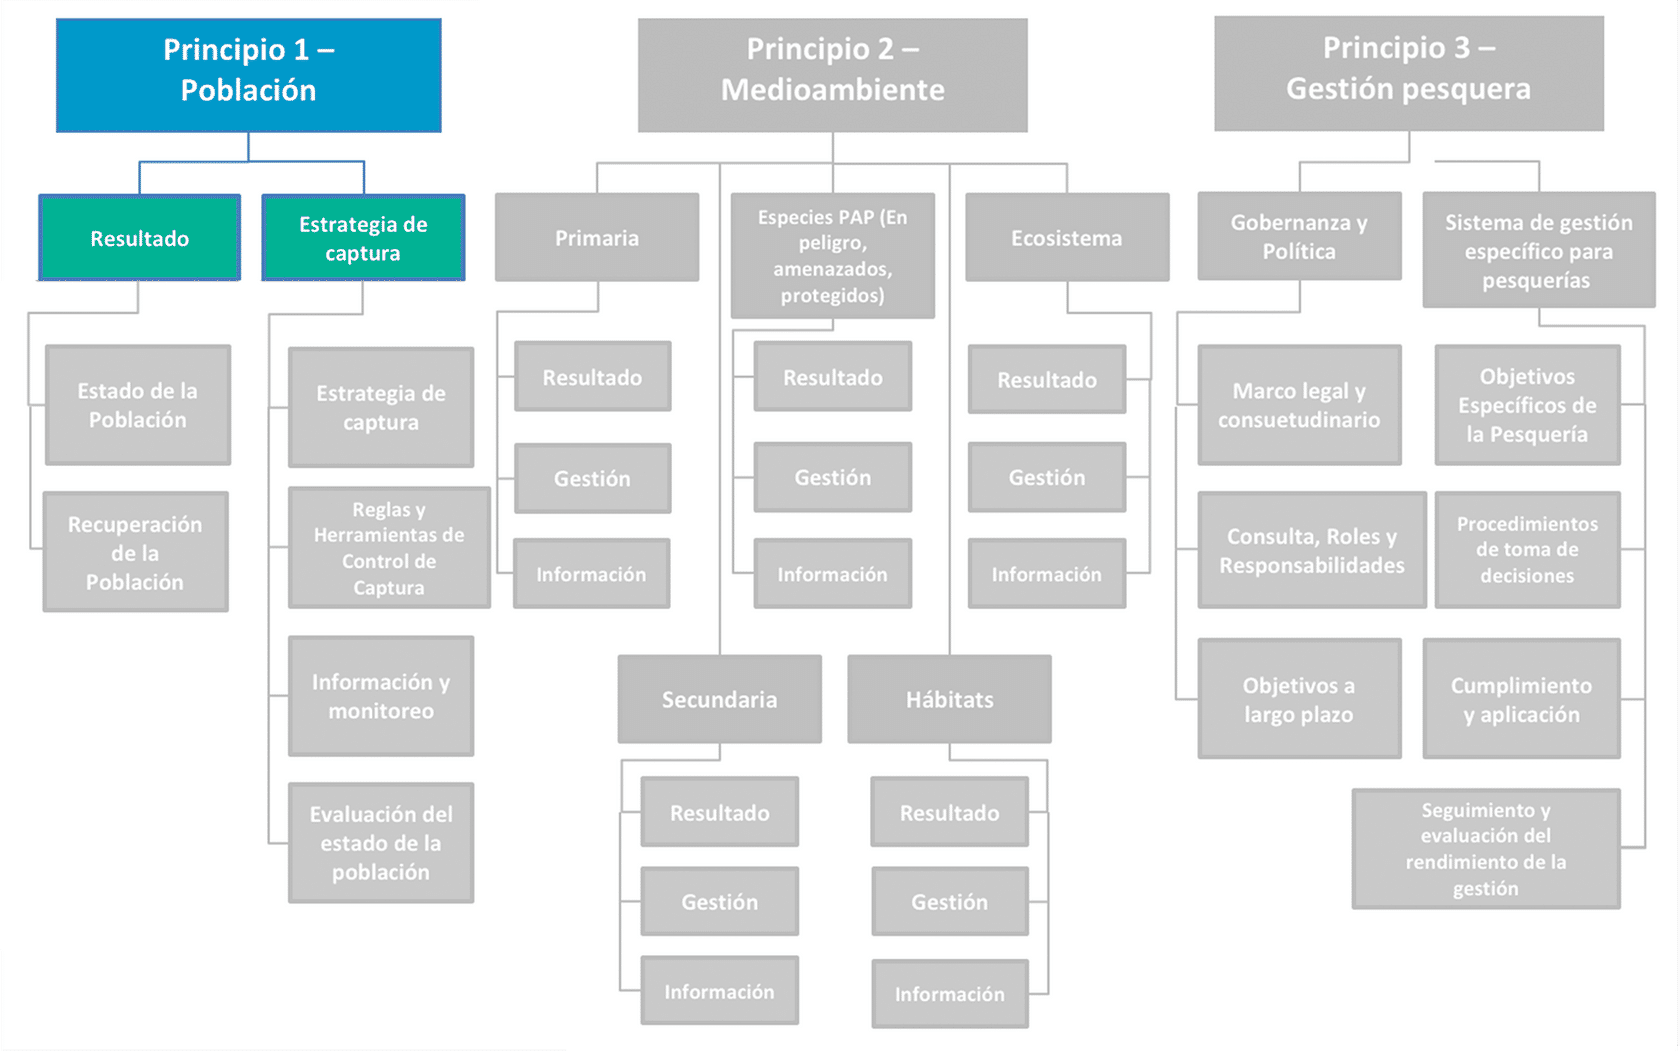 Principio 1 –
Población
Resultado
Estrategia de
captura
Estado de la
Población
Recuperación
de la
Población
Estrategia de
captura
Reglas y
Herramientas de
Control de
Captura
Información y
monitoreo
Evaluación del
estado de la
población
Principio 2 –
Medioambiente
Primaria
Resultado
Gestión
Información
Especies PAP (En
peligro,
amenazados,
protegidos)
Resultado
Gestión
Información
Ecosistema
Resultado
Gestión
Información
Secundaria
Resultado
Gestión
Información
Hábitats
Resultado
Gestión
Información
Principio 3 –
Gestión pesquera
Gobernanza y
Política
Marco legal y
consuetudinario
Consulta, Roles y
Responsabilidades
Objetivos a
largo plazo
Sistema de gestión
específico para
pesquerías
Objetivos
Específicos de
la Pesquería
Procedimientos
de toma de
decisiones
Cumplimiento
y aplicación
Seguimiento y
evaluación del
rendimiento de la
gestión